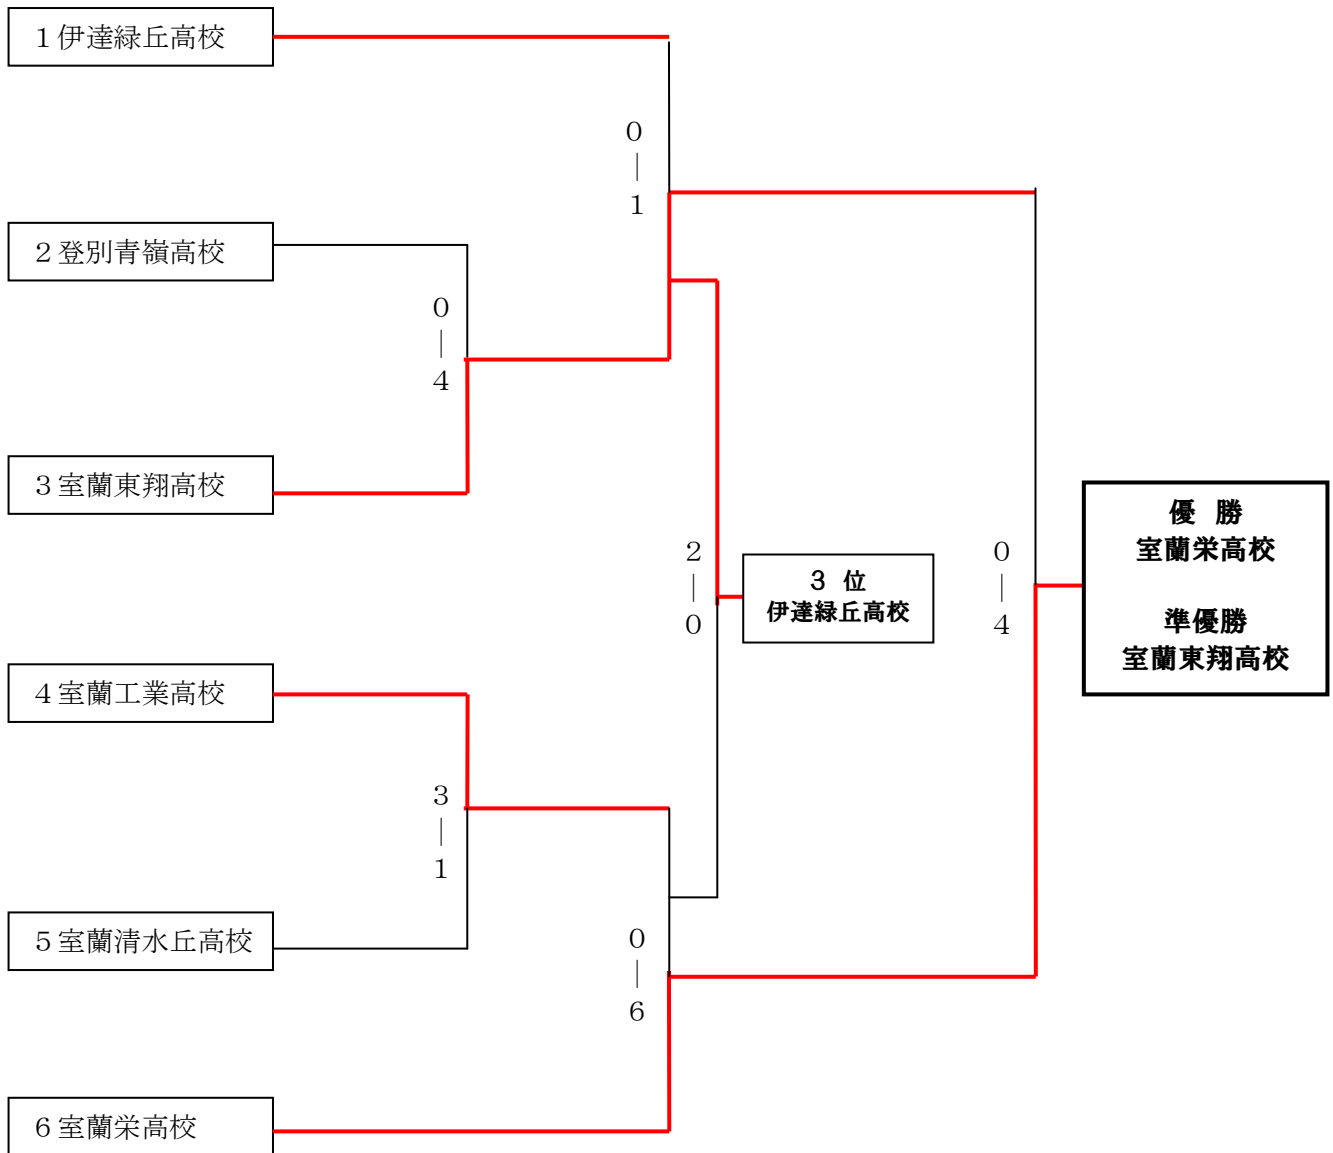 １伊達緑丘高校
０
｜
１
２登別青嶺高校
０
｜
４
３室蘭東翔高校
２
｜
０
３ 位
伊達緑丘高校
０
｜
４
優 勝
室蘭栄高校
準優勝
室蘭東翔高校
４室蘭工業高校
３
｜
１
５室蘭清水丘高校
０
｜
６
６室蘭栄高校